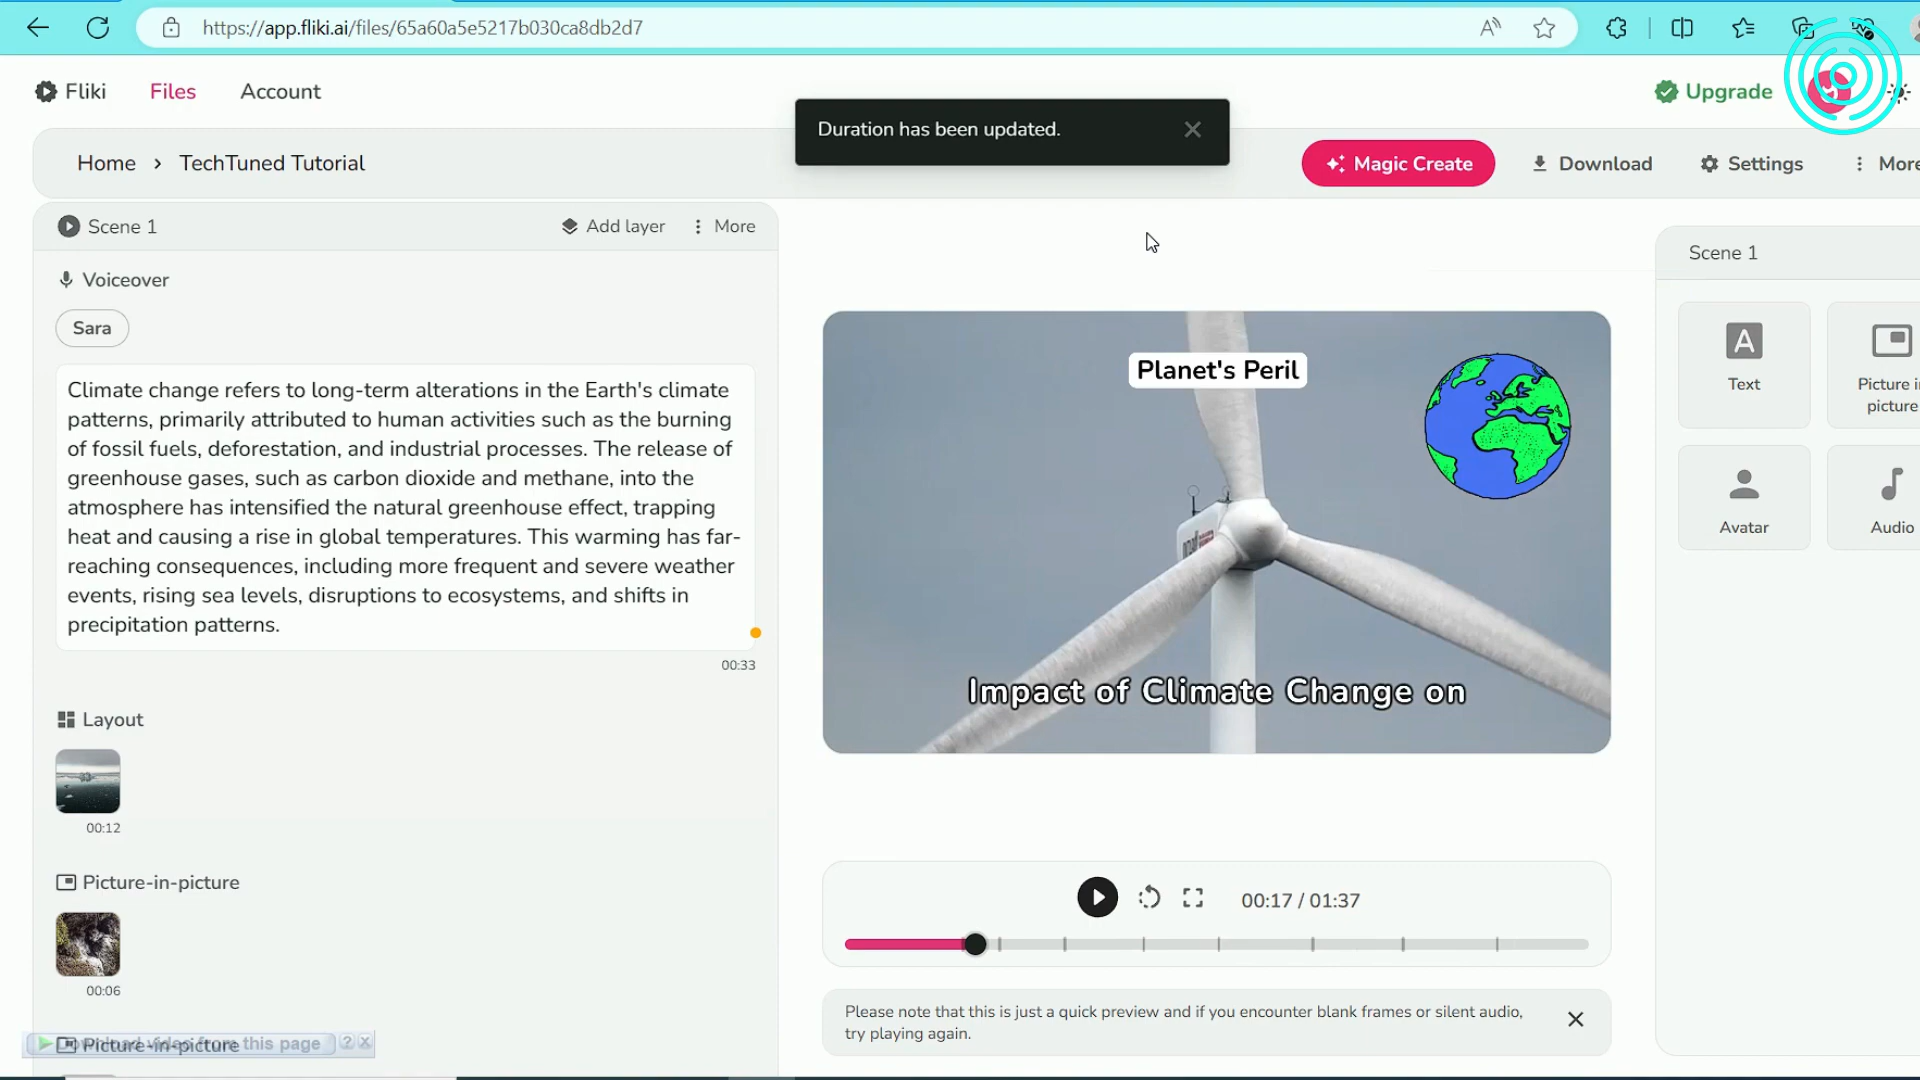 https://app.fliki.ai/files/65a60a5e5217b030ca8db2d7
Fliki
Files
Account
Upgrade
Duration has been updated.
Home > TechTuned Tutorial
Magic Create
Download
Settings
More
Scene 1
Add layer
More
Voiceover
Sara
Climate change refers to long-term alterations in the Earth's climate
patterns, primarily attributed to human activities such as the burning
of fossil fuels, deforestation, and industrial processes. The release of
greenhouse gases, such as carbon dioxide and methane, into the
atmosphere has intensified the natural greenhouse effect, trapping
heat and causing a rise in global temperatures. This warming has far-
reaching consequences, including more frequent and severe weather
events, rising sea levels, disruptions to ecosystems, and shifts in
precipitation patterns.
00:33
Layout
00:12
Picture-in-picture
00:06
Picture-in-picture
Planet's Peril
Impact of Climate Change on
00:17 / 01:37
Please note that this is just a quick preview and if you encounter blank frames or silent audio,
try playing again.
Scene 1
Text
Picture i
picture
Avatar
Audio